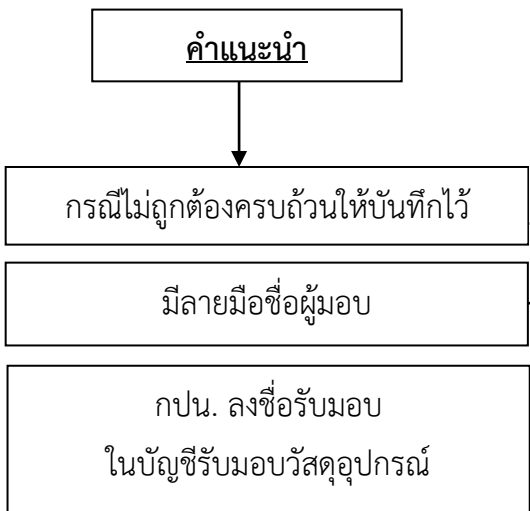 คำแนะนำ
กรณีไม่ถูกต้องครบถ้วนให้บันทึกไว้
มีลายมือชื่อผู้มอบ
กปน. ลงชื่อรับมอบ
ในบัญชีรับมอบวัสดุอุปกรณ์